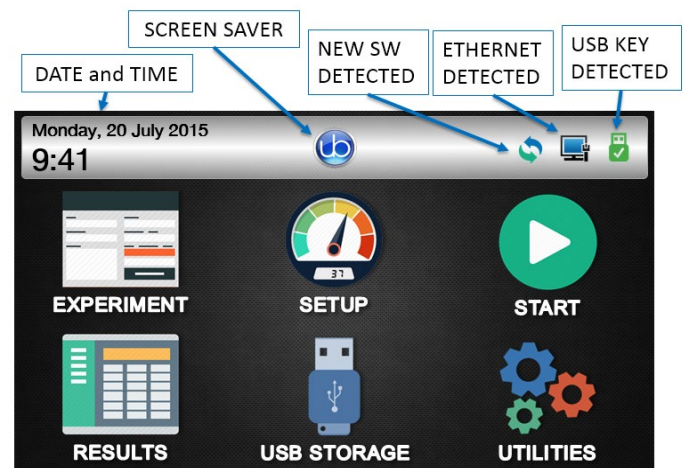 SCREEN SAVER
NEW SW
DETECTED
ETHERNET
DETECTED
USB KEY
DETECTED
DATE and TIME
Monday, 20 July 2015
9:41
ub
37
EXPERIMENT
SETUP
START
RESULTS
USB STORAGE
UTILITIES